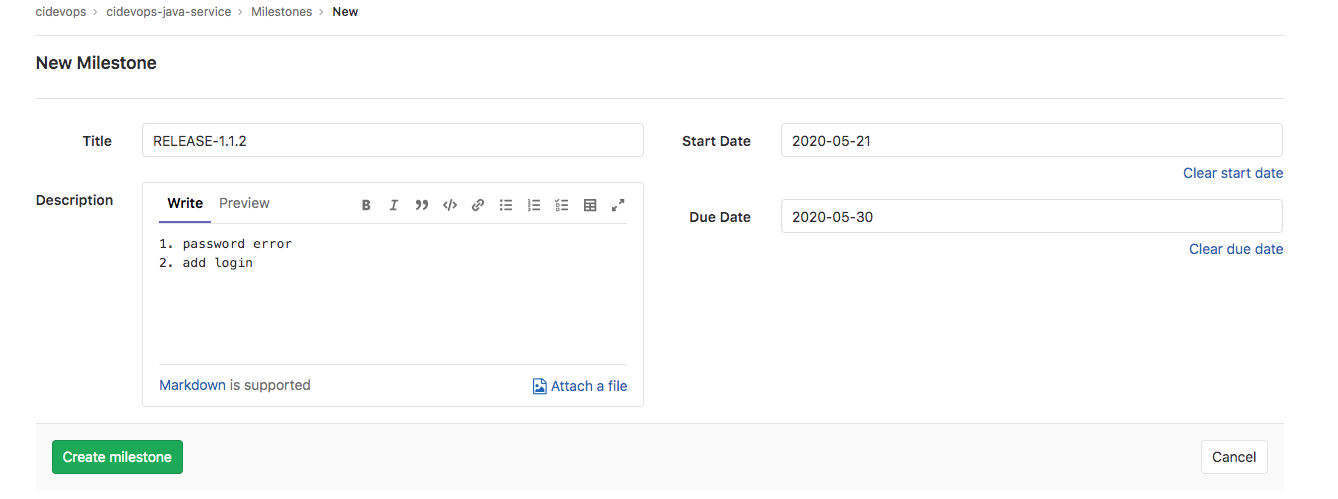 cidevops › cidevops-java-service › Milestones › New
New Milestone
Title
RELEASE-1.1.2
Start Date
2020-05-21
Clear start date
Description
Write Preview
Due Date
2020-05-30
Clear due date
1. password error
2. add login
Markdown is supported
Attach a file
Create milestone
Cancel